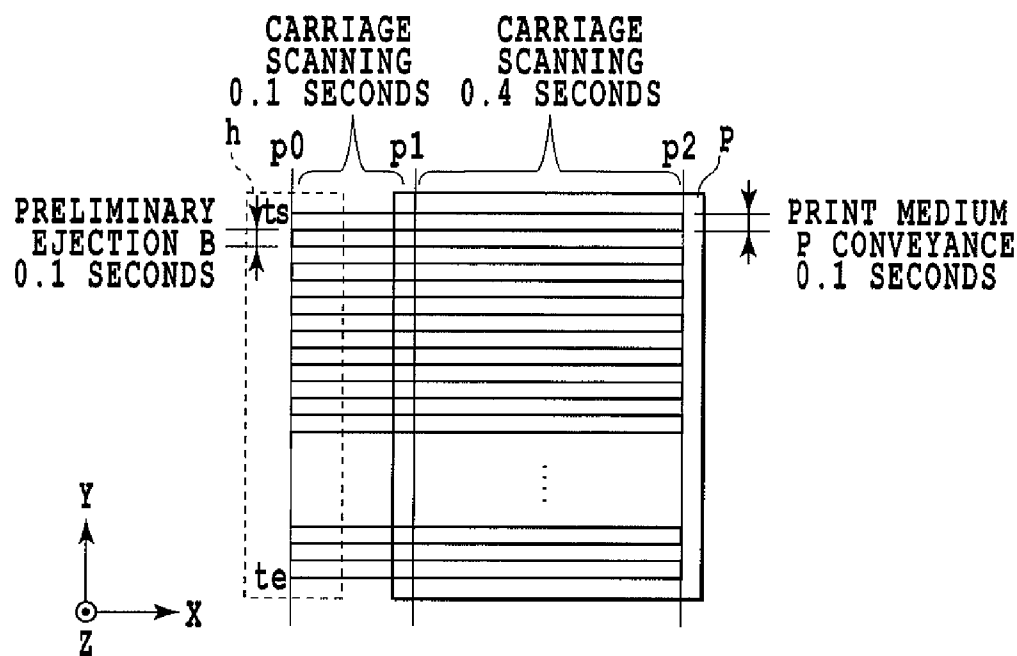 CARRIAGE
SCANNING
0.1 SECONDS
CARRIAGE
SCANNING
0.4 SECONDS
h
p0
p1
p2
P
PRELIMINARY
EJECTION B
0.1 SECONDS
ts
PRINT MEDIUM
P CONVEYANCE
0.1 SECONDS
te
Y
X
Z